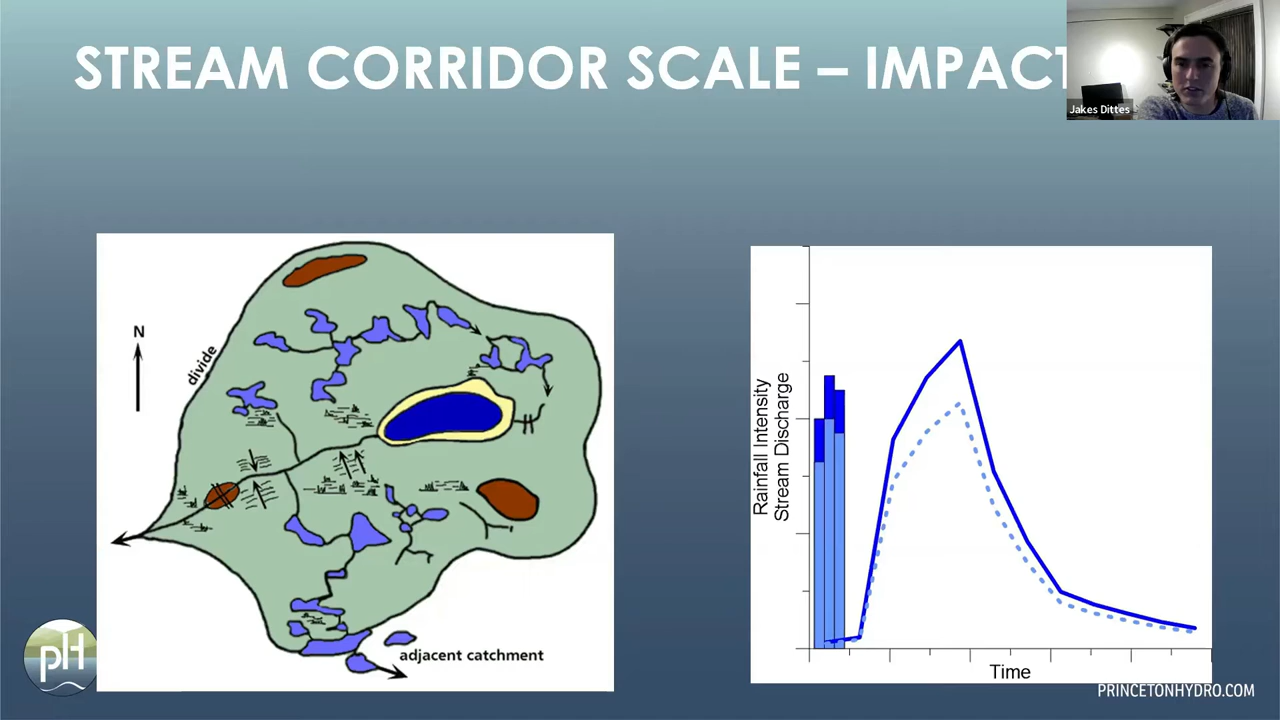 STREAM CORRIDOR SCALE – IMPACT
Jakes Dittes
N
divide
adjacent catchment
Rainfall Intensity
Stream Discharge
Time
pH
PRINCETONHYDRO.COM